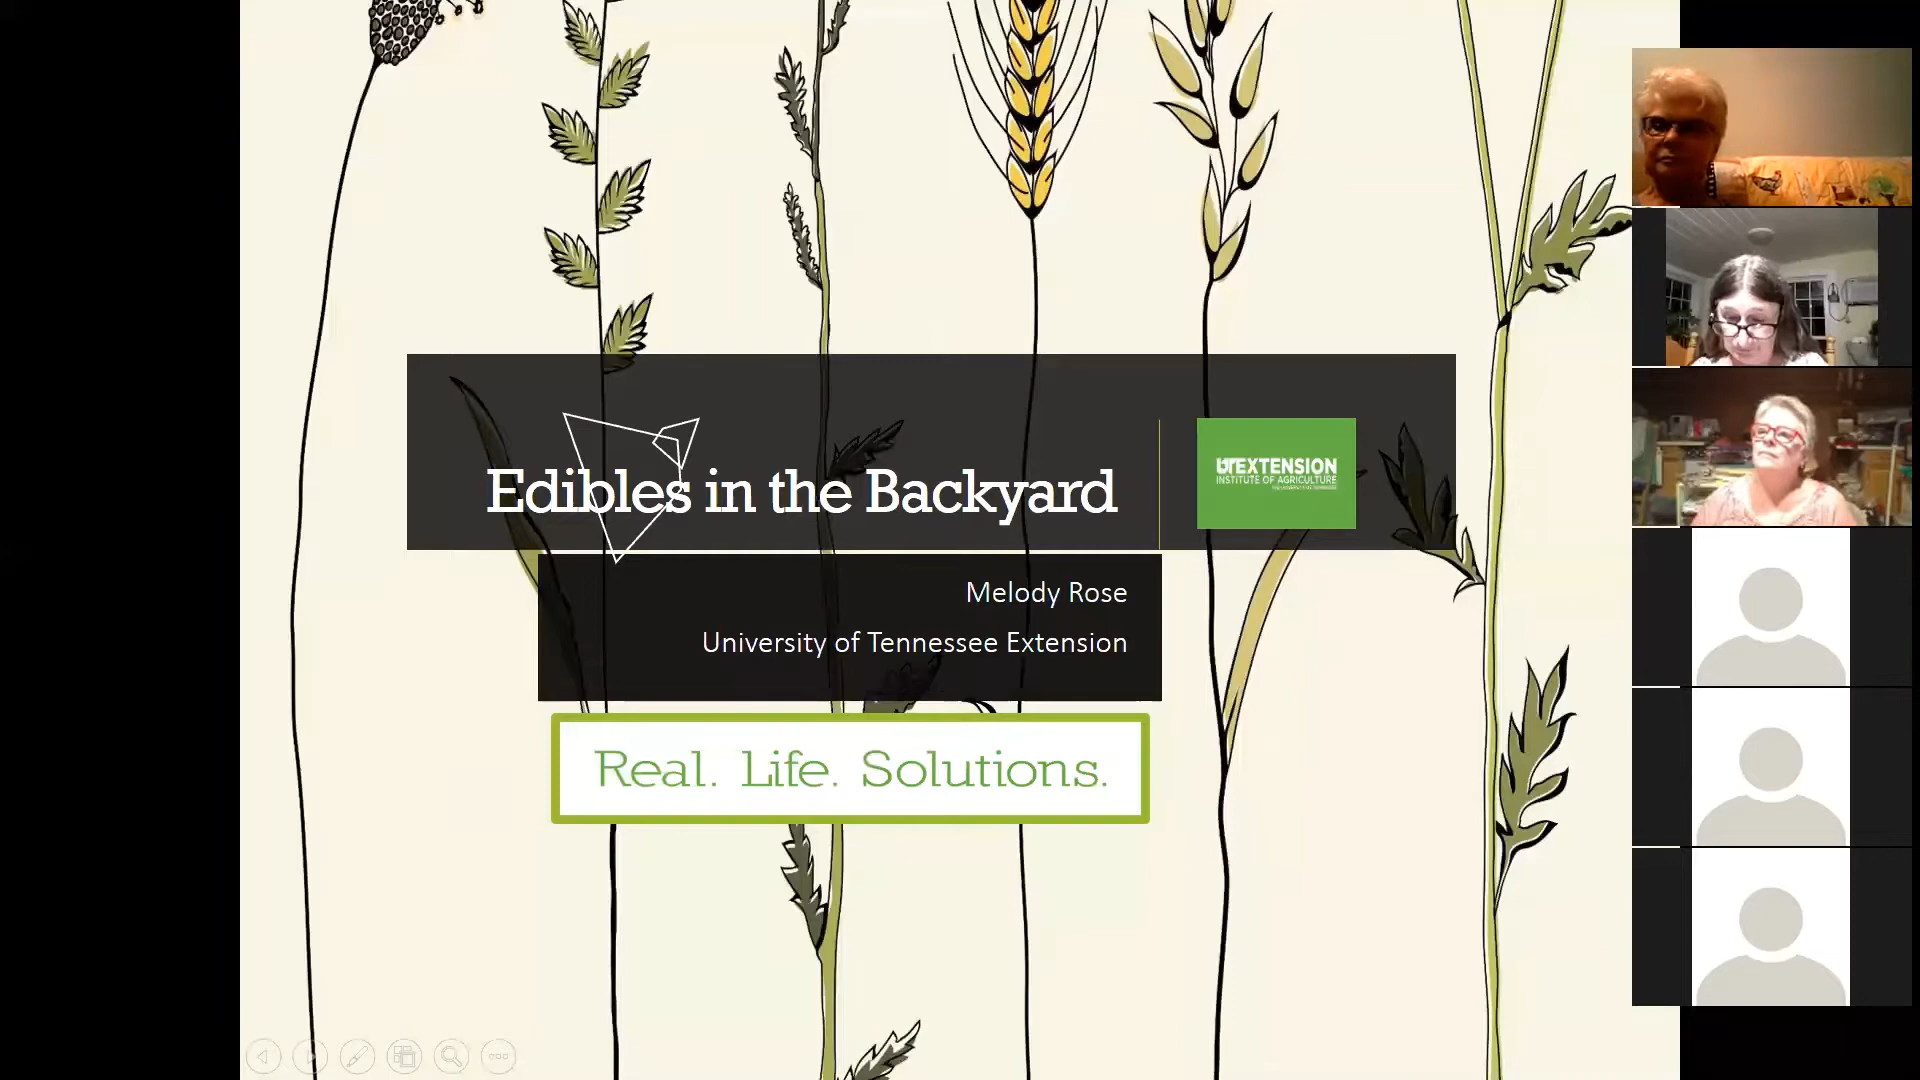 Edibles in the Backyard
UTEXTENSION
INSTITUTE OF AGRICULTURE
Melody Rose
University of Tennessee Extension
Real. Life. Solutions.